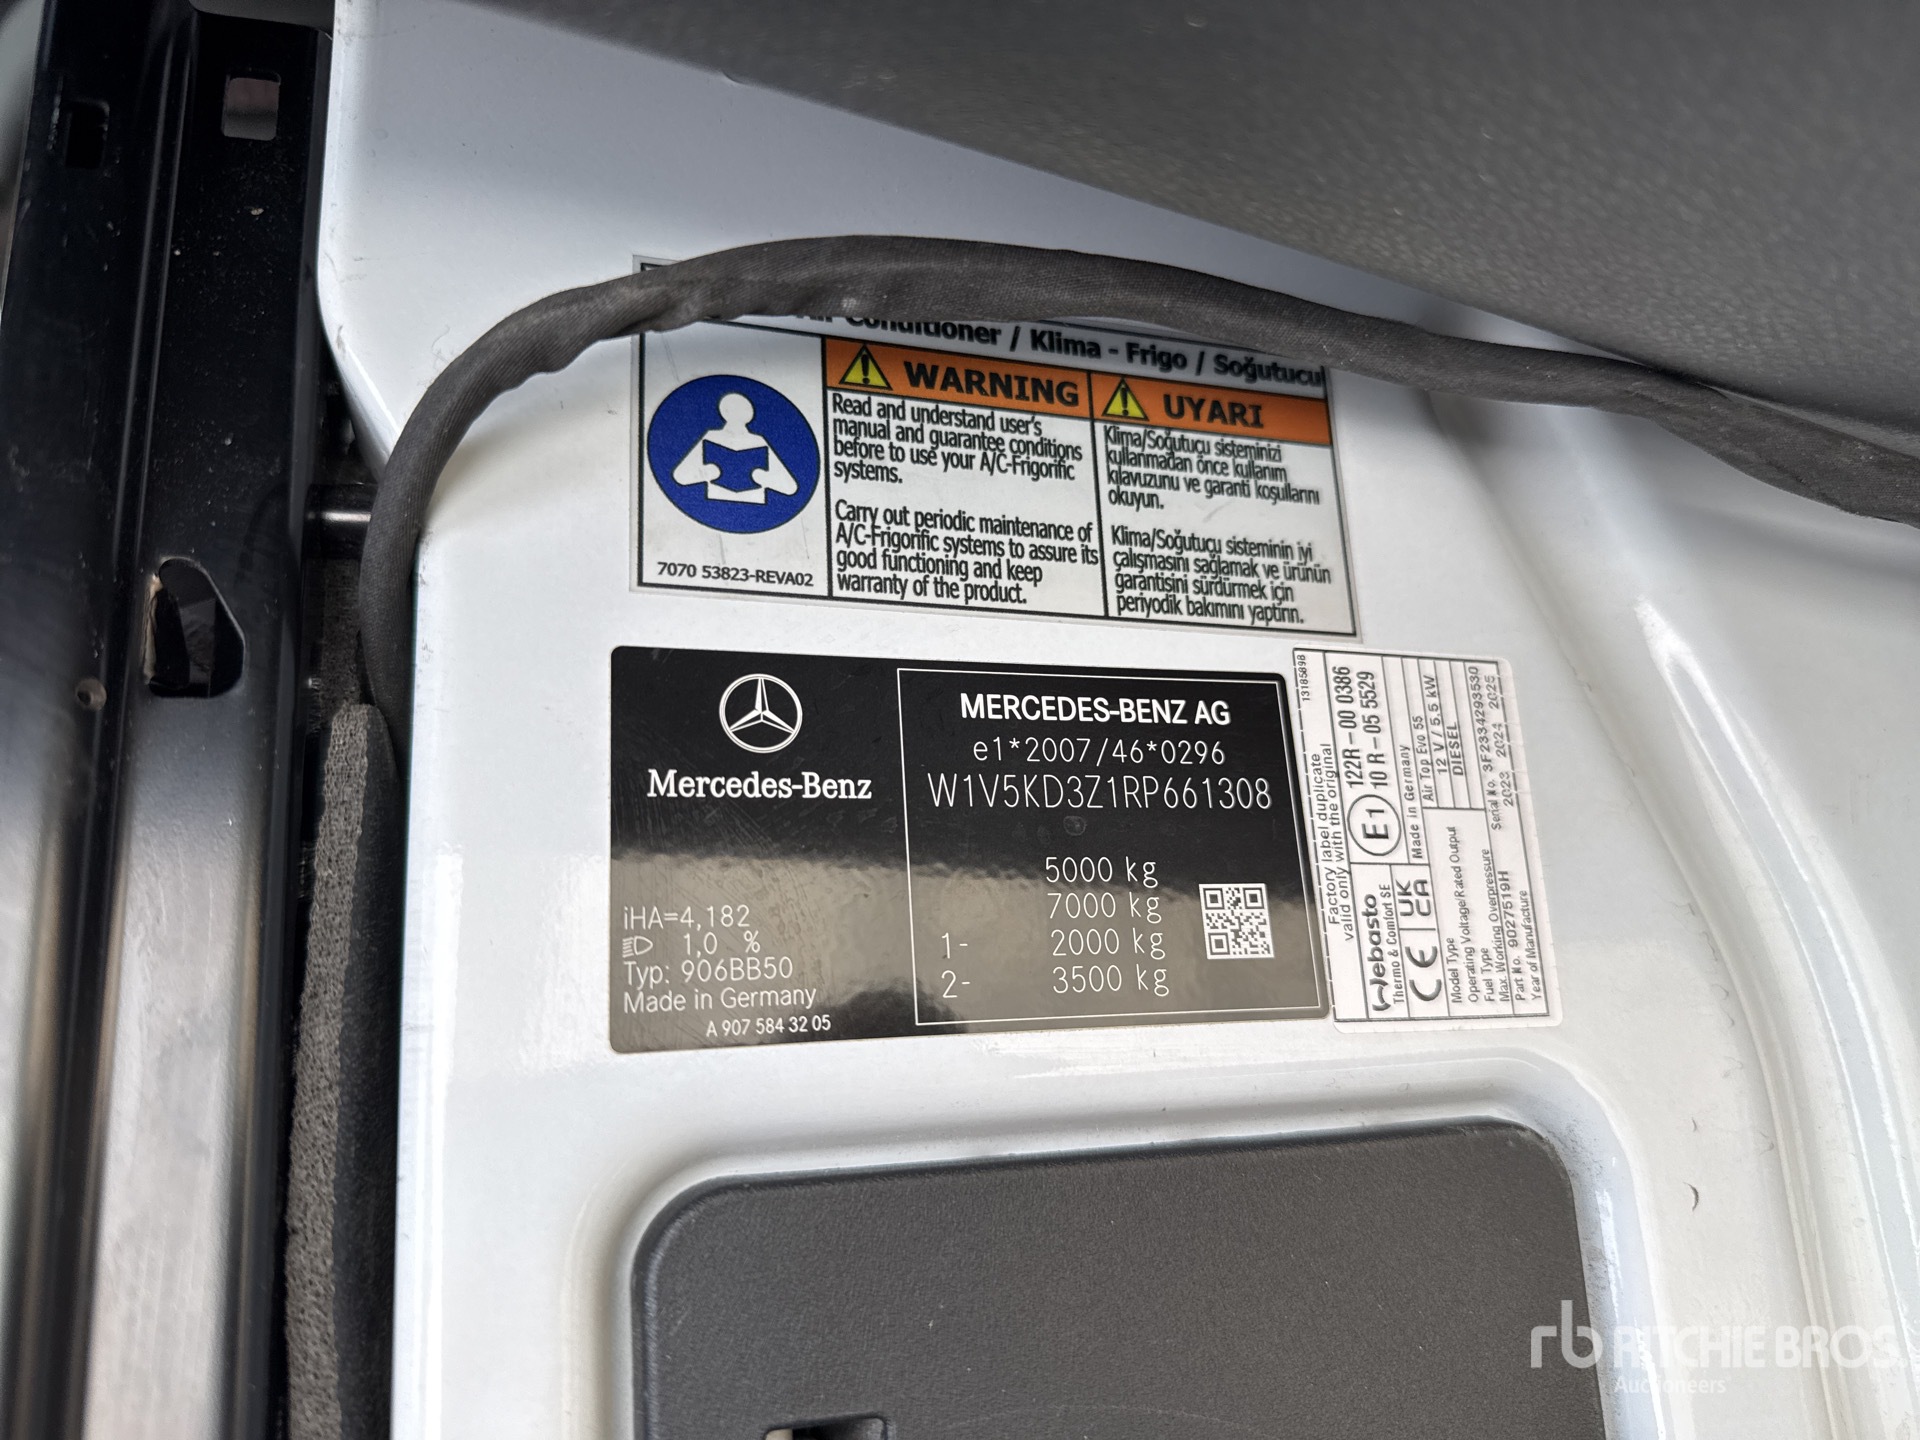 Air Conditioner / Klima - Frigo / Soğutucu
WARNING
Read and understand user's
manual and guarantee conditions
before to use your A/C-Frigorific
systems.
Carry out periodic maintenance of
A/C-Frigorific systems to assure its
good functioning and keep
warranty of the product.
UYARI
Klima/Soğutucu sisteminizi
kullanmadan önce kullanım
kılavuzunu ve garanti koşullarını
okuyun.
Klima/Soğutucu sisteminin iyi
çalışmasını sağlamak ve ürünün
garantisini sürdürmek için
periyodik bakımını yaptırın.
7070 53823-REVA02
Mercedes-Benz
iHA=4,182
1,0 %
Typ: 906BB50
Made in Germany
A 907 584 32 05
MERCEDES-BENZ AG
e1*2007/46*0296
W1V5KD3Z1RP661308
5000 kg
7000 kg
1- 2000 kg
2- 3500 kg
13185898
Factory label duplicate
valid only with the original
Webasto
Thermo & Comfort SE
E1
122R - 00 0386
10 R - 05 5529
CE UK CA
Made in Germany
Model Type Air Top Evo 55
Operating Voltage/Rated Output 12 V / 5.5 kW
Fuel Type DIESEL
Max. Working Overpressure
Part No. 9027519H Serial No. 3F2334293530
Year of Manufacture 2023 2024 2025
rb RITCHIE BROS.
Auctioneers